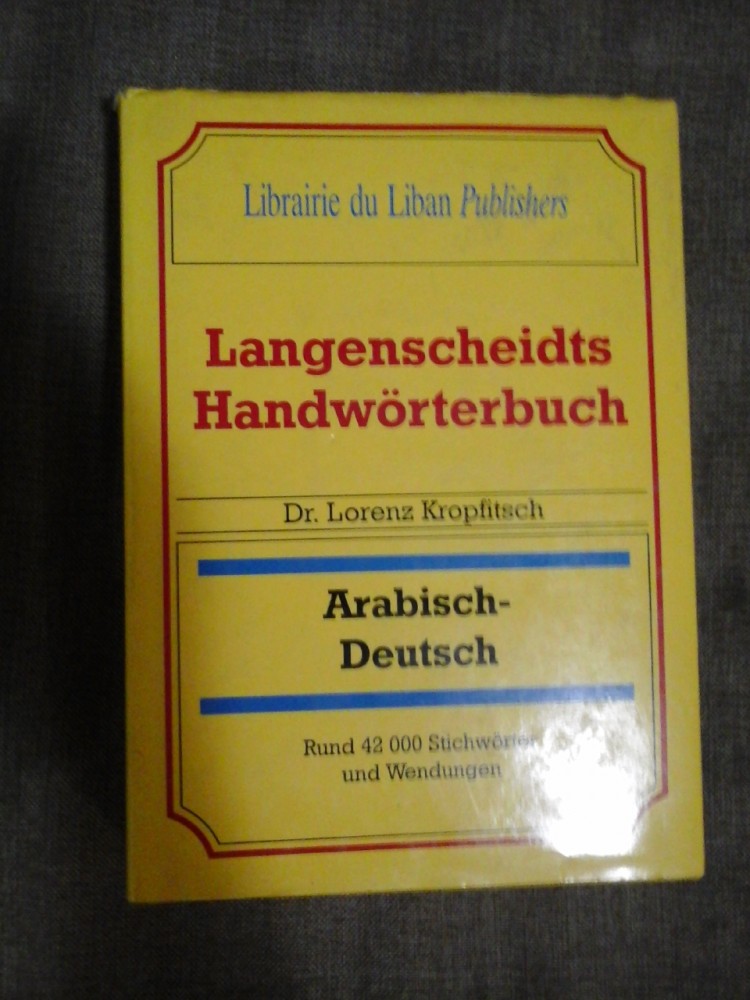 Librairie du Liban Publishers
Langenscheidts
Handwörterbuch
Dr. Lorenz Kropfitsch
Arabisch-
Deutsch
Rund 42 000 Stichwörter
und Wendungen